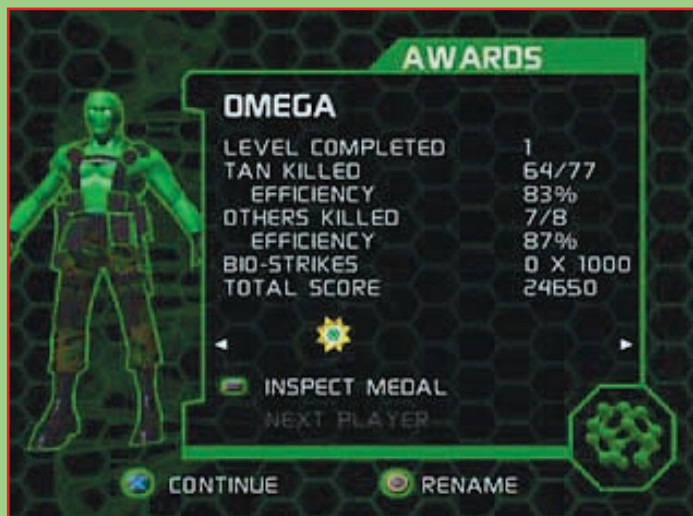 AWARDS
OMEGA
LEVEL COMPLETED 1
TAN KILLED 64/77
EFFICIENCY 83%
OTHERS KILLED 7/8
EFFICIENCY 87%
BIO-STRIKES 0 X 1000
TOTAL SCORE 24650
INSPECT MEDAL
NEXT PLAYER
CONTINUE RENAME